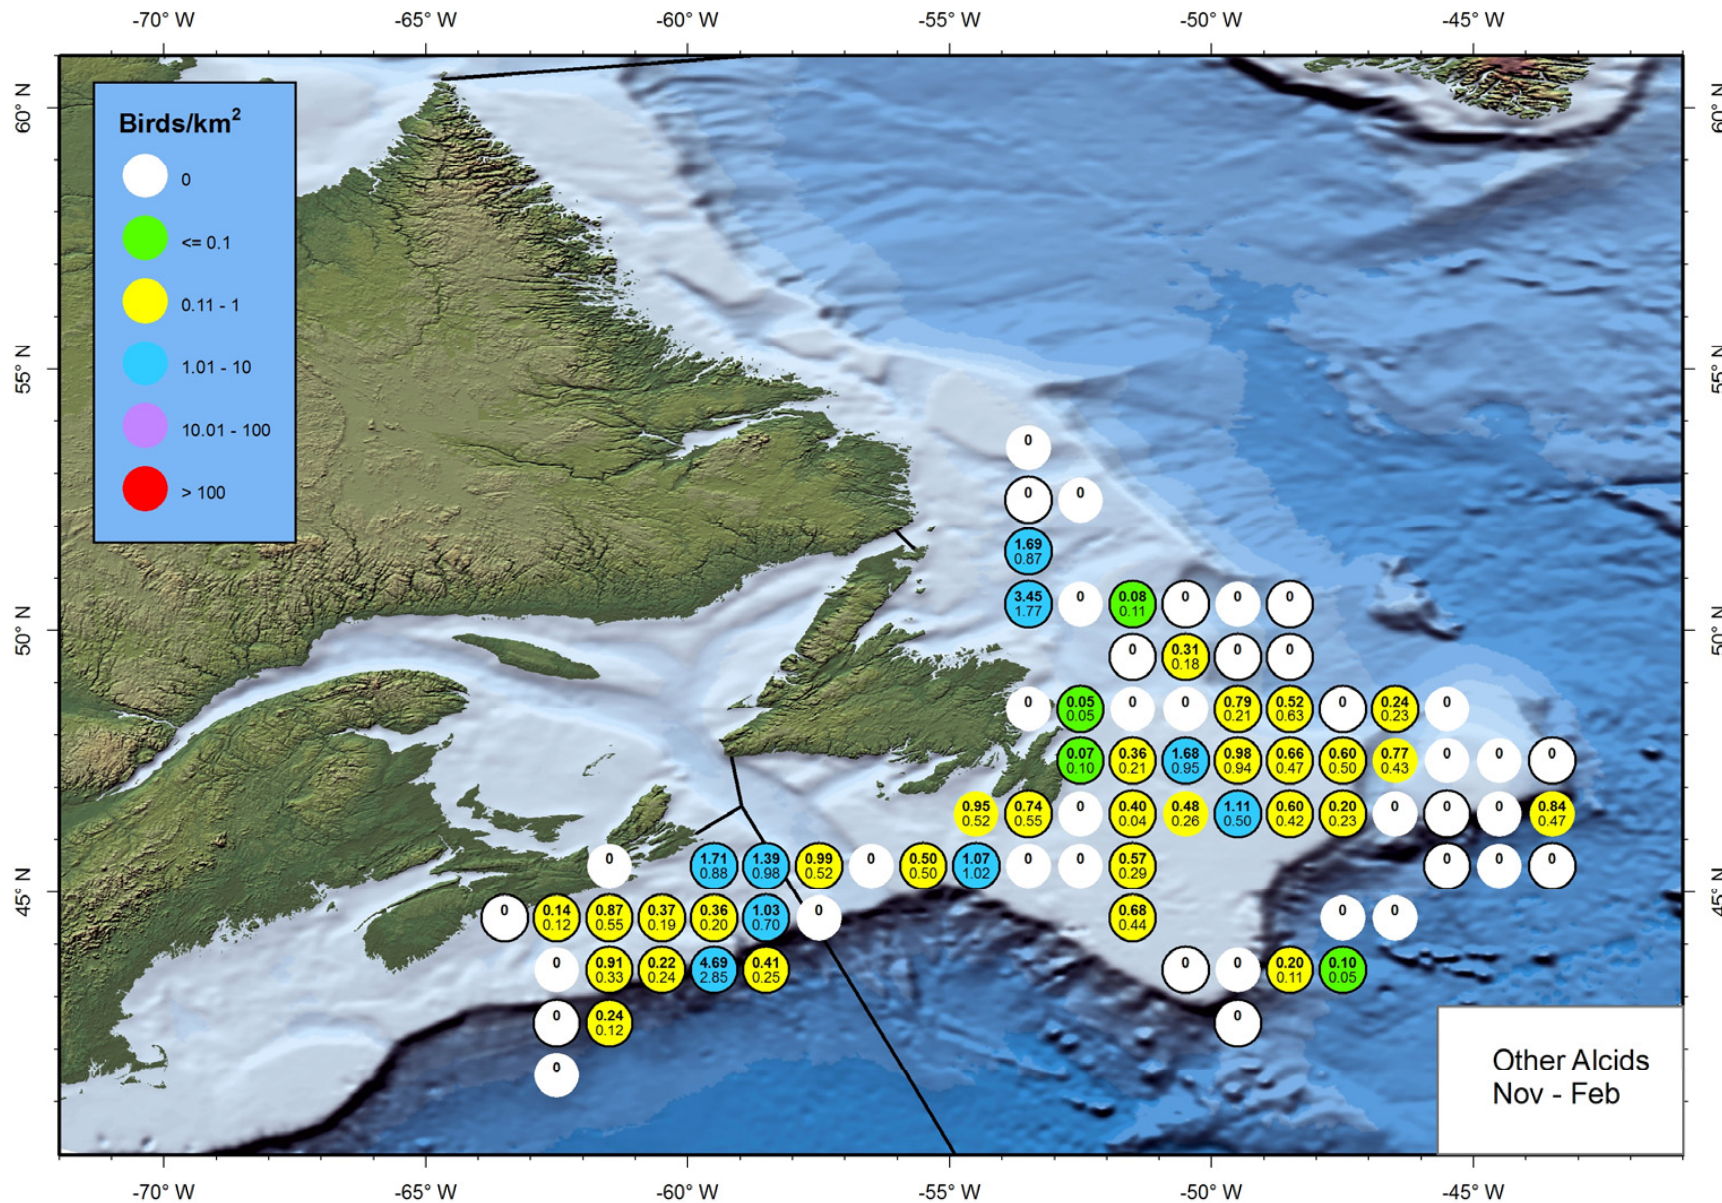 -70° W -65° W -60° W -55° W -50° W -45° W
60° N 60° N
55° N 55° N
50° N 50° N
45° N 45° N
Birds/km²
0
<= 0.1
0.11 - 1
1.01 - 10
10.01 - 100
> 100
0
0 0
1.69
0.87
3.45 0 0.08 0 0 0
1.77 0.11
0 0.31 0 0
0.18
0 0.05 0 0 0.79 0.52 0 0.24 0
0.05 0.21 0.63 0.23
0.07 0.36 1.68 0.98 0.66 0.60 0.77 0 0 0
0.10 0.21 0.95 0.94 0.47 0.50 0.43
0.95 0.74 0 0.40 0.48 1.11 0.60 0.20 0 0 0 0.84
0.52 0.55 0.04 0.26 0.50 0.42 0.23 0.47
0 1.71 1.39 0.99 0 0.50 1.07 0 0 0.57 0 0 0
0.88 0.98 0.52 0.50 1.02 0.29
0 0.14 0.87 0.37 0.36 1.03 0 0.68 0 0
0.12 0.55 0.19 0.20 0.70 0.44
0 0.91 0.22 4.69 0.41 0 0 0.20 0.10
0.33 0.24 2.85 0.25 0.11 0.05
0 0.24 0
0.12
0
Other Alcids
Nov - Feb
-70° W -65° W -60° W -55° W -50° W -45° W